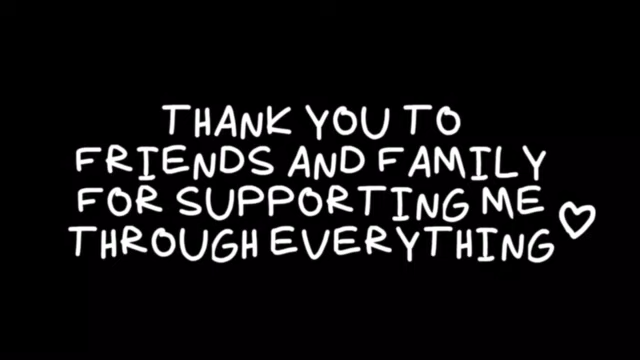 THANK YOU TO
FRIENDS AND FAMILY
FOR SUPPORTING ME
THROUGH EVERYTHING